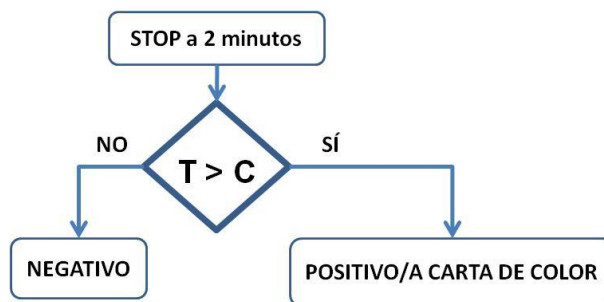 STOP a 2 minutos
NO
SÍ
T > C
NEGATIVO
POSITIVO/A CARTA DE COLOR